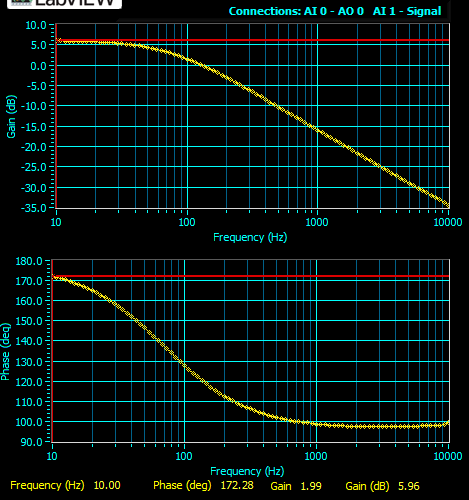 LabVIEW
Connections: AI 0 - AO 0 AI 1 - Signal
10.0
5.0
0.0
-5.0
-10.0
-15.0
-20.0
-25.0
-30.0
-35.0
Gain (dB)
10 100 1000 10000
Frequency (Hz)
180.0
170.0
160.0
150.0
140.0
130.0
120.0
110.0
100.0
90.0
Phase (deg)
10 100 1000 10000
Frequency (Hz)
Frequency (Hz) 10.00 Phase (deg) 172.28 Gain 1.99 Gain (dB) 5.96